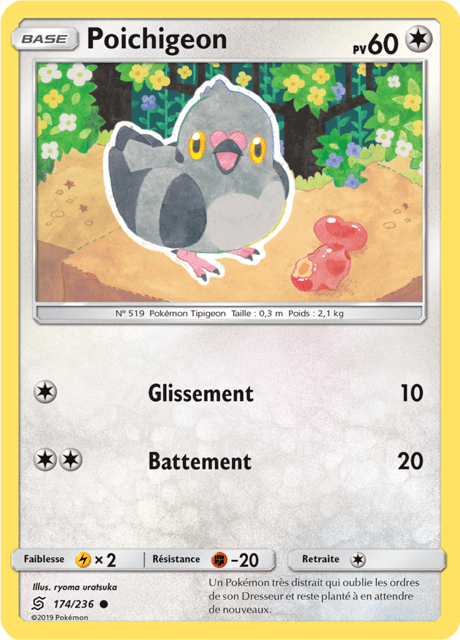 BASE Poichigeon PV60
N° 519 Pokémon Tipigeon Taille : 0,3 m Poids : 2,1 kg
Glissement 10
Battement 20
Faiblesse × 2 Résistance -20 Retraite
Illus. ryoma uratsuka
174/236
©2019 Pokémon
Un Pokémon très distrait qui oublie les ordres
de son Dresseur et reste planté à en attendre
de nouveaux.